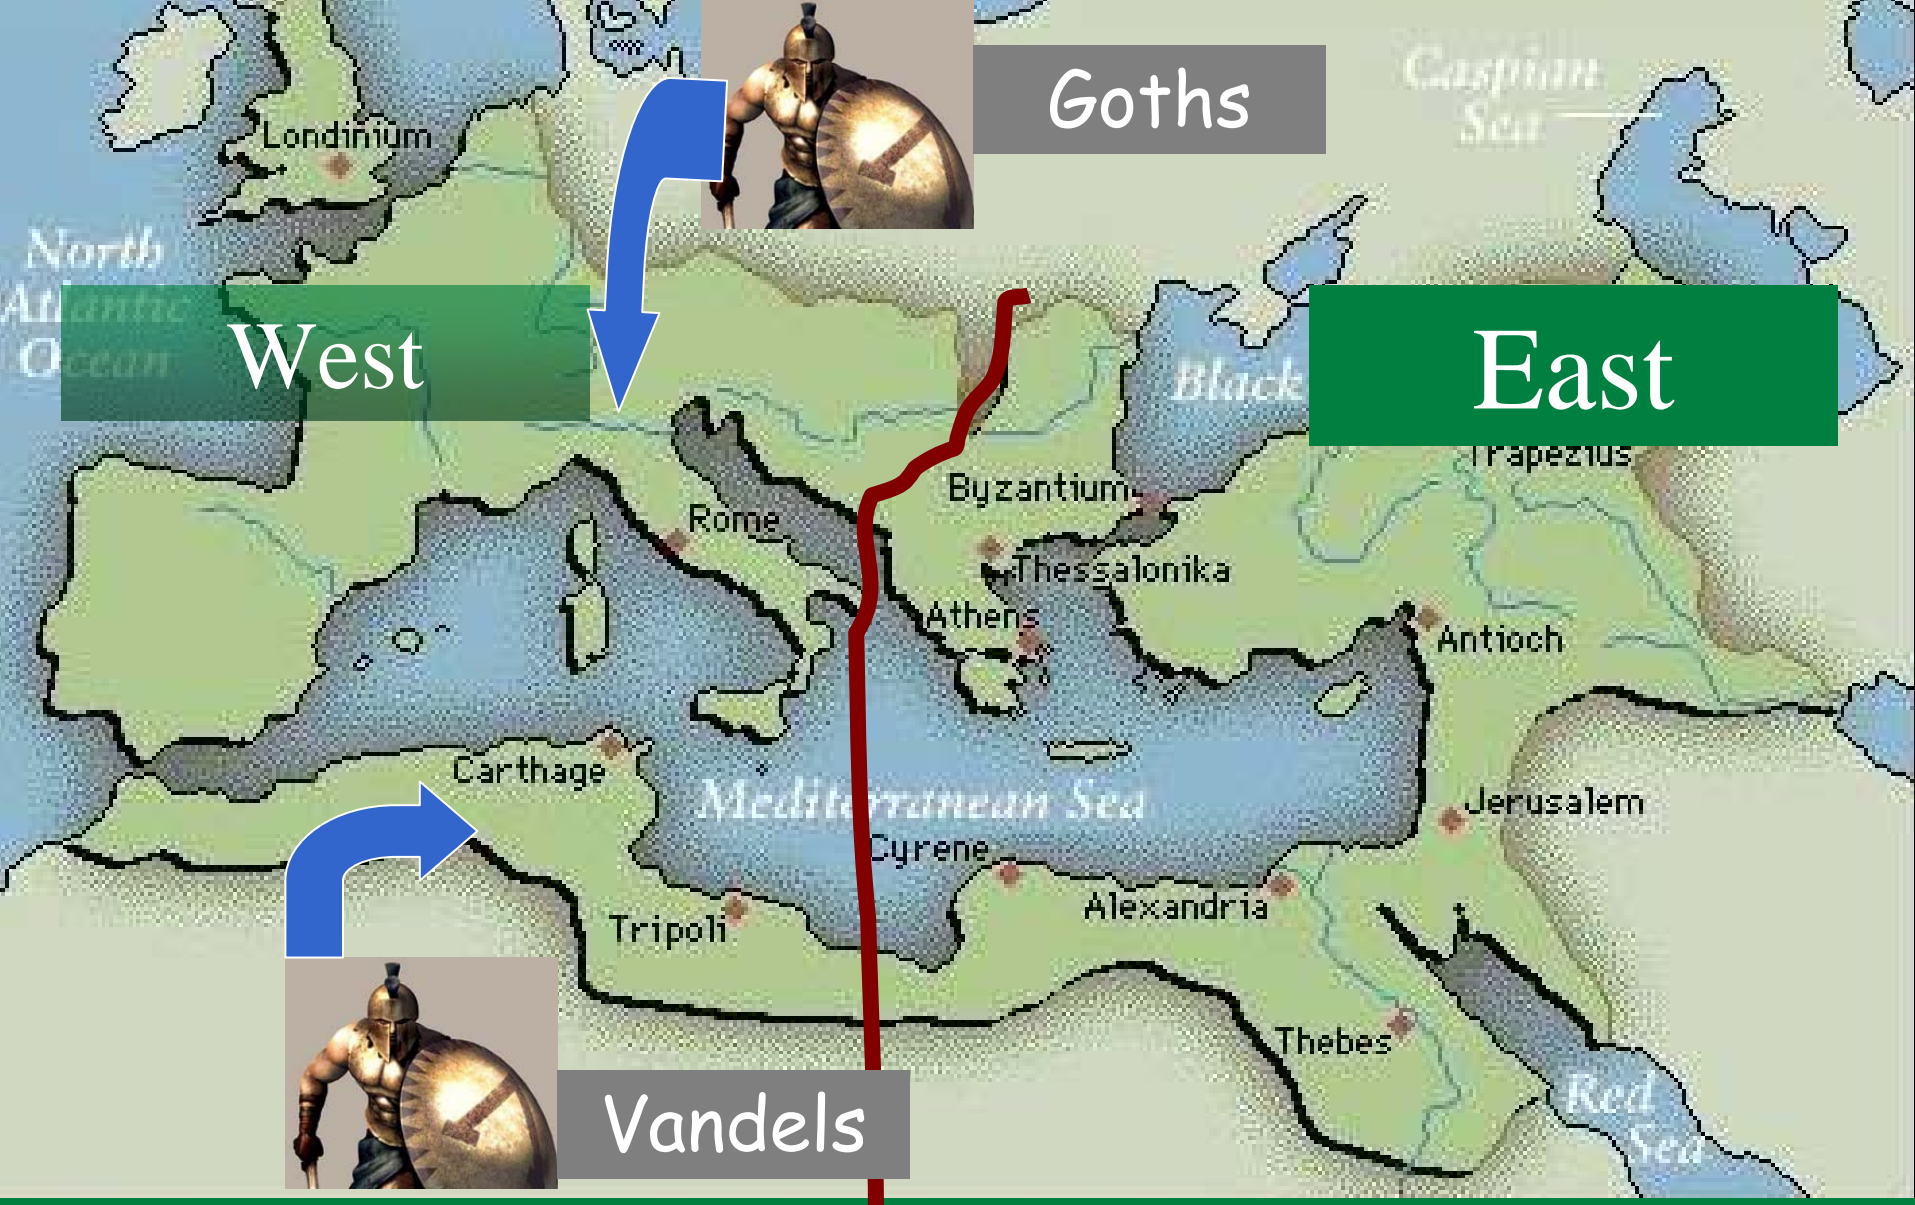 Goths
Caspian
Sea
Londinium
North
Atlantic
Ocean
West
East
Black
Trapezius
Byzantium
Rome
Thessalonika
Athens
Antioch
Carthage
Mediterranean Sea
Jerusalem
Cyrene
Alexandria
Tripoli
Thebes
Vandels
Red
Sea